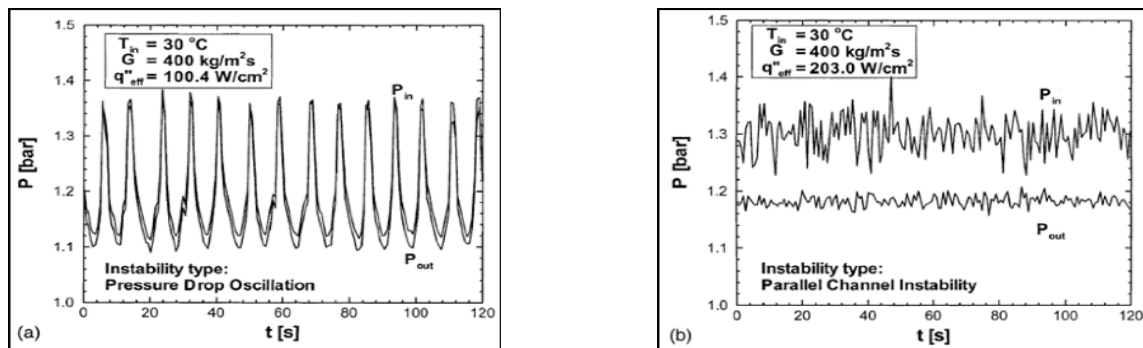 1.5
1.4
1.3
1.2
1.1
1.0
P [bar]
T_in = 30 °C
G = 400 kg/m²s
q"_eff = 100.4 W/cm²
P_in
P_out
Instability type:
Pressure Drop Oscillation
0 20 40 60 80 100 120
(a) t [s]
1.5
1.4
1.3
1.2
1.1
1.0
P [bar]
T_in = 30 °C
G = 400 kg/m²s
q"_eff = 203.0 W/cm²
P_in
P_out
Instability type:
Parallel Channel Instability
0 20 40 60 80 100 120
(b) t [s]